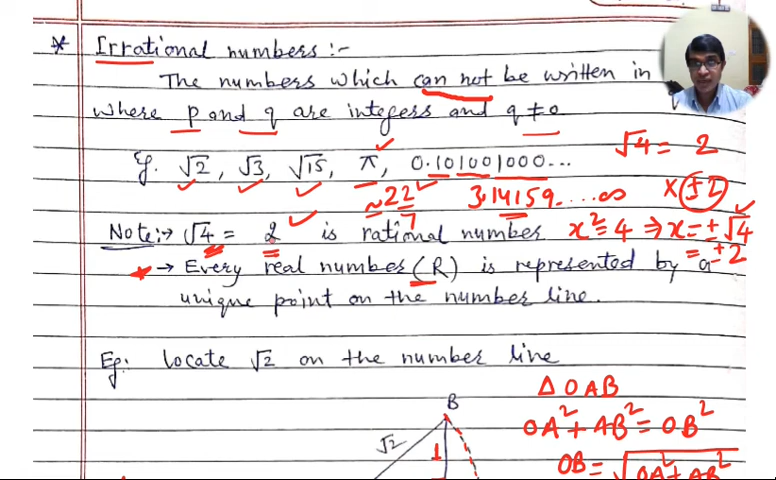 * Irrational numbers :-
The numbers which can not be written in
where p and q are integers and q ≠ 0
Eg. √2, √3, √15, π, 0.101001000... √4 = 2
≈22/7 3.14159.....∞ x ±2
Note:→ √4 = 2 is rational number x² = 4 ⇒ x = ± √4
= ± 2
→ Every real number (R) is represented by a
unique point on the number line.
Eg: Locate √2 on the number line
Δ OAB
B
OA² + AB² = OB²
√2
1
OB = √OA² + AB²